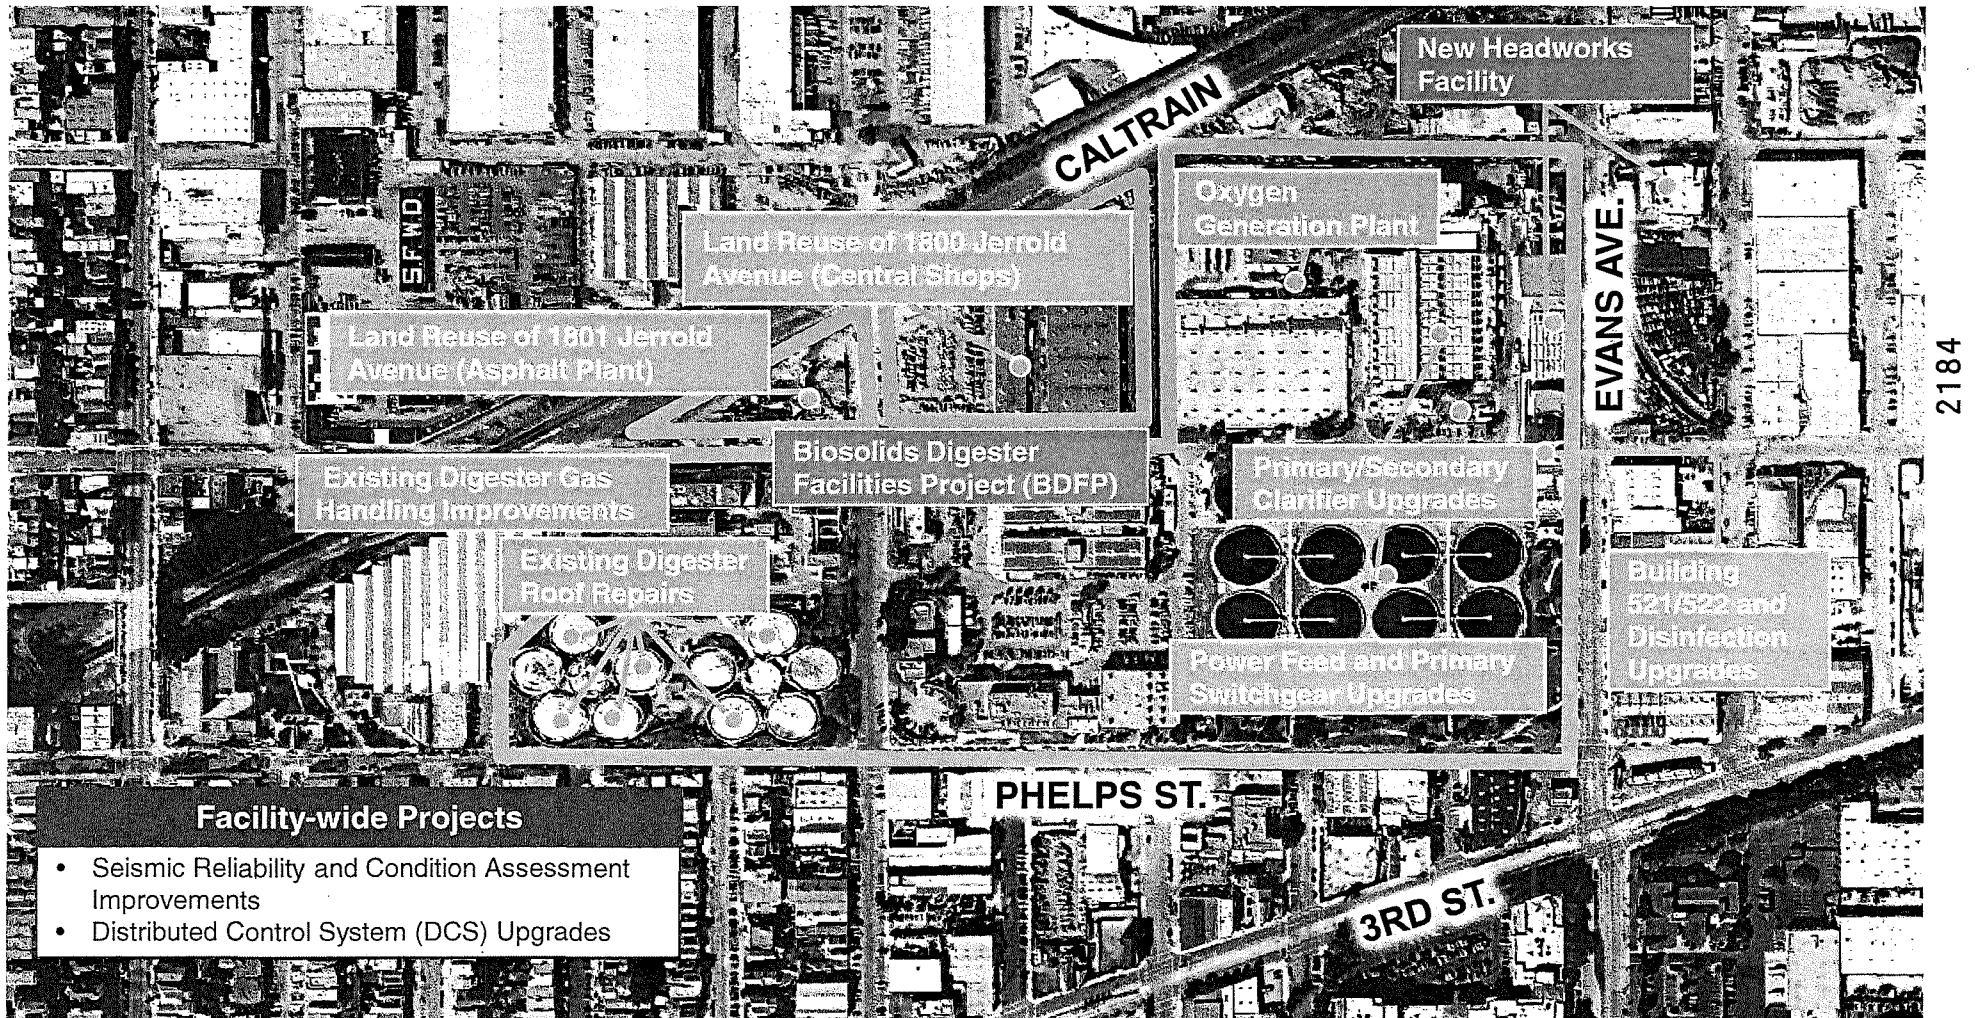 New Headworks
Facility
CALTRAIN
Oxygen
Generation Plant
SFWD
EVANS AVE.
Land Reuse of 1800 Jerrold
Avenue (Central Shops)
Land Reuse of 1801 Jerrold
Avenue (Asphalt Plant)
2184
Biosolids Digester
Facilities Project (BDFP)
Existing Digester Gas
Handling Improvements
Primary/Secondary
Clarifier Upgrades
Existing Digester
Roof Repairs
Building
521/522 and
Disinfection
Upgrades
Power Feed and Primary
Switchgear Upgrades
PHELPS ST.
Facility-wide Projects
• Seismic Reliability and Condition Assessment
Improvements
• Distributed Control System (DCS) Upgrades
3RD ST.